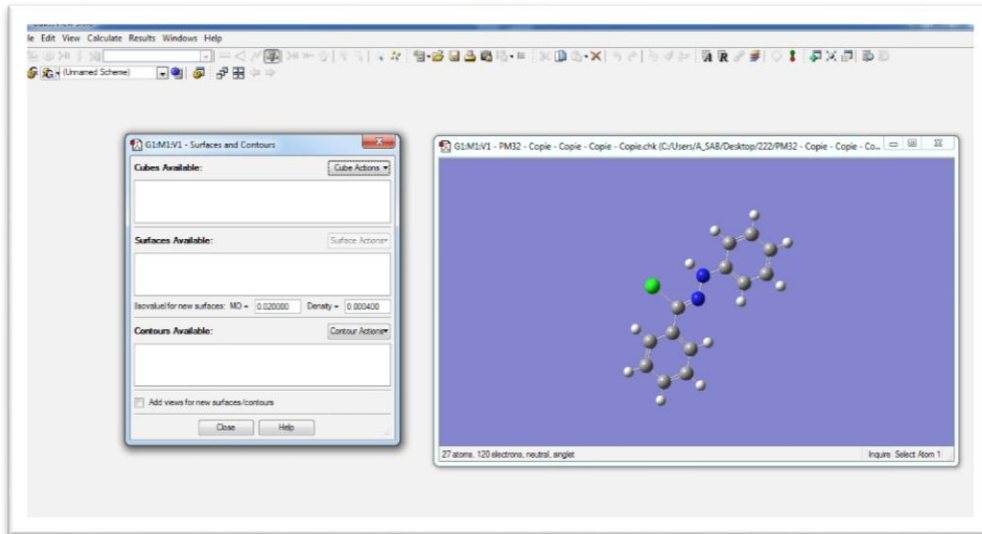 le Edit View Calculate Results Windows Help
(Unnamed Scheme)
G1:M1:V1 - Surfaces and Contours
Cubes Available:
Cube Actions
Surfaces Available:
Surface Actions
Isovalue for new surfaces: MO = 0.020000 Density = 0.000400
Contours Available:
Contour Actions
Add views for new surfaces/contours
Close Help
G1:M1:V1 - PM32 - Copie - Copie - Copie - Copie.chk (C:/Users/A_SAB/Desktop/222/PM32 - Copie - Copie - Co...
27 atoms, 120 electrons, neutral, singlet
Inquire: Select Atom 1